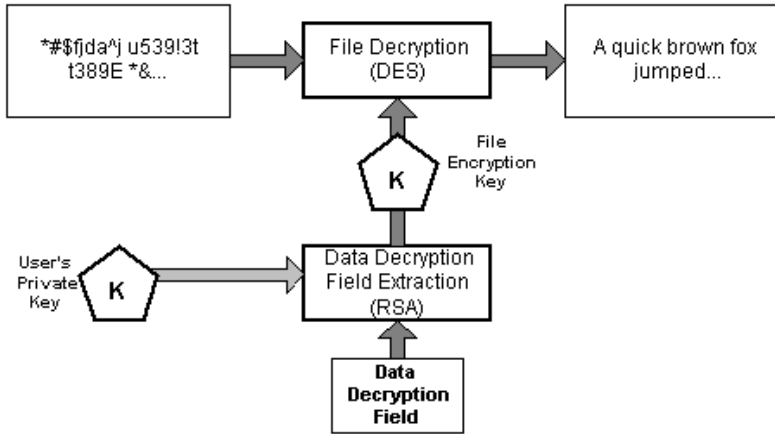 *#$fjda^j u539!3t
t389E *&...
File Decryption
(DES)
A quick brown fox
jumped...
File
Encryption
Key
K
User's
Private
Key
K
Data Decryption
Field Extraction
(RSA)
Data
Decryption
Field